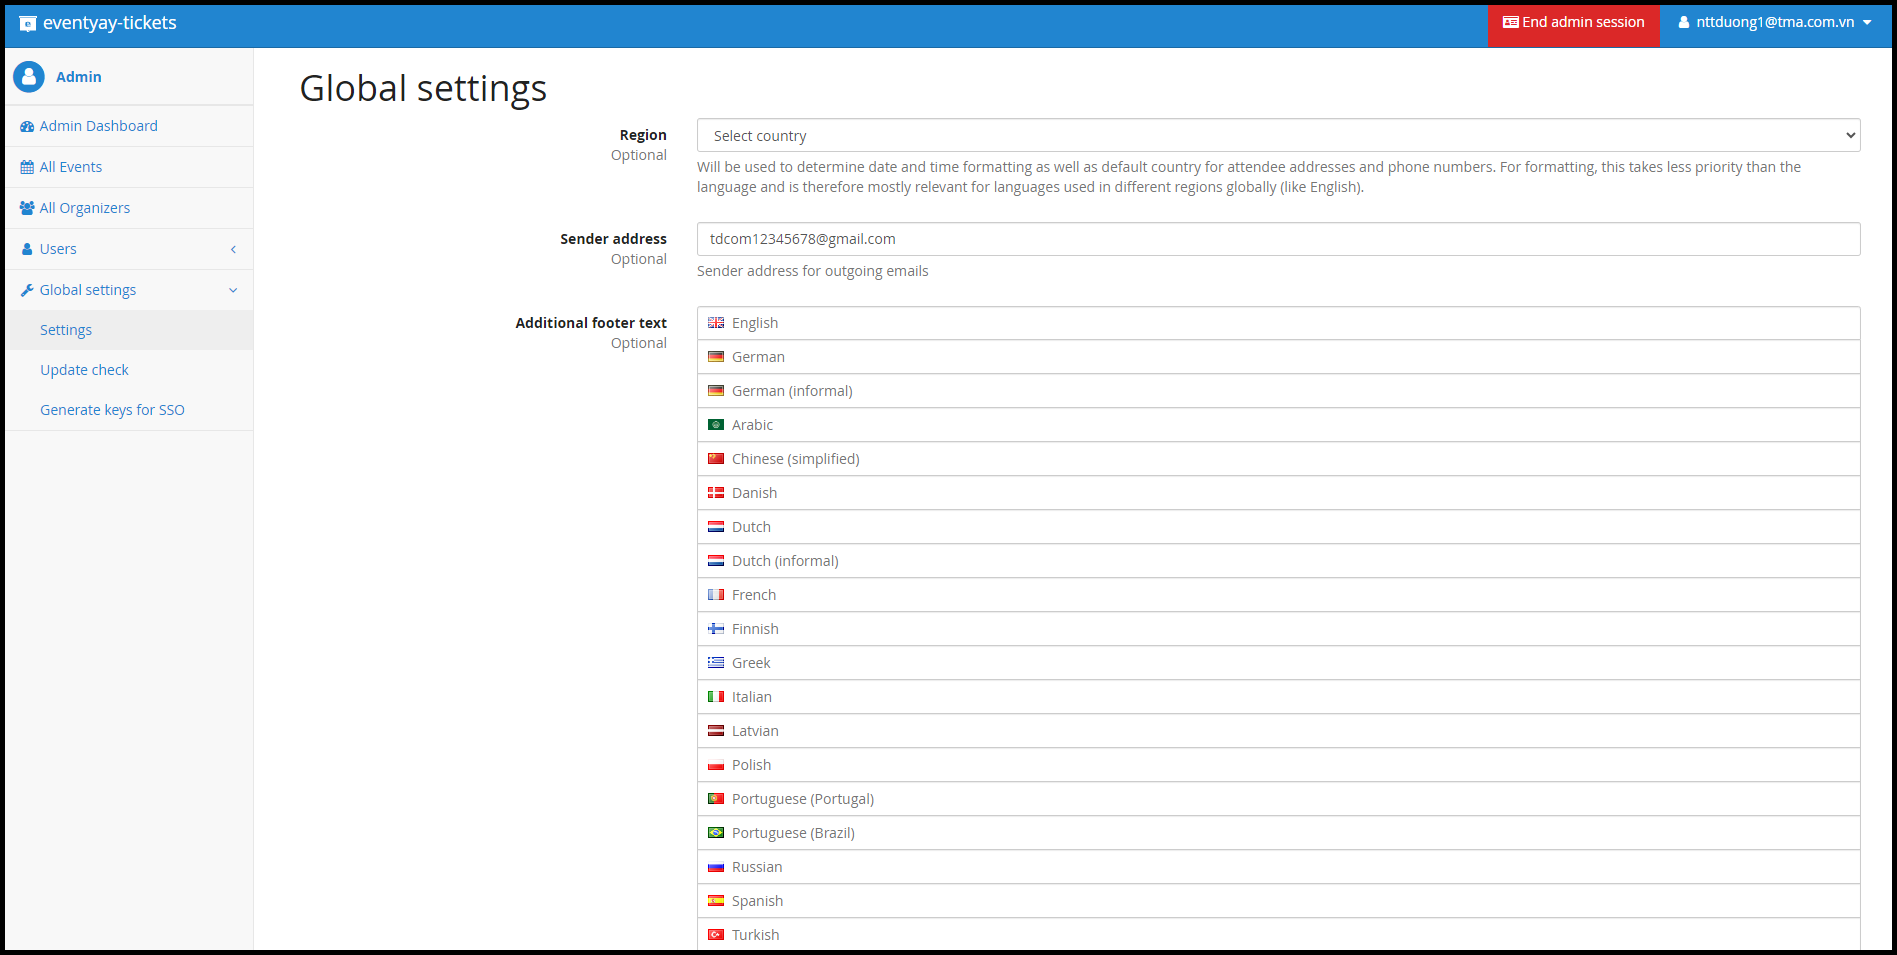 eventyay-tickets
End admin session
nttduong1@tma.com.vn
Admin
Admin Dashboard
All Events
All Organizers
Users
Global settings
Settings
Update check
Generate keys for SSO
Global settings
Region
Optional
Select country
Will be used to determine date and time formatting as well as default country for attendee addresses and phone numbers. For formatting, this takes less priority than the
language and is therefore mostly relevant for languages used in different regions globally (like English).
Sender address
Optional
tdcom12345678@gmail.com
Sender address for outgoing emails
Additional footer text
Optional
English
German
German (informal)
Arabic
Chinese (simplified)
Danish
Dutch
Dutch (informal)
French
Finnish
Greek
Italian
Latvian
Polish
Portuguese (Portugal)
Portuguese (Brazil)
Russian
Spanish
Turkish